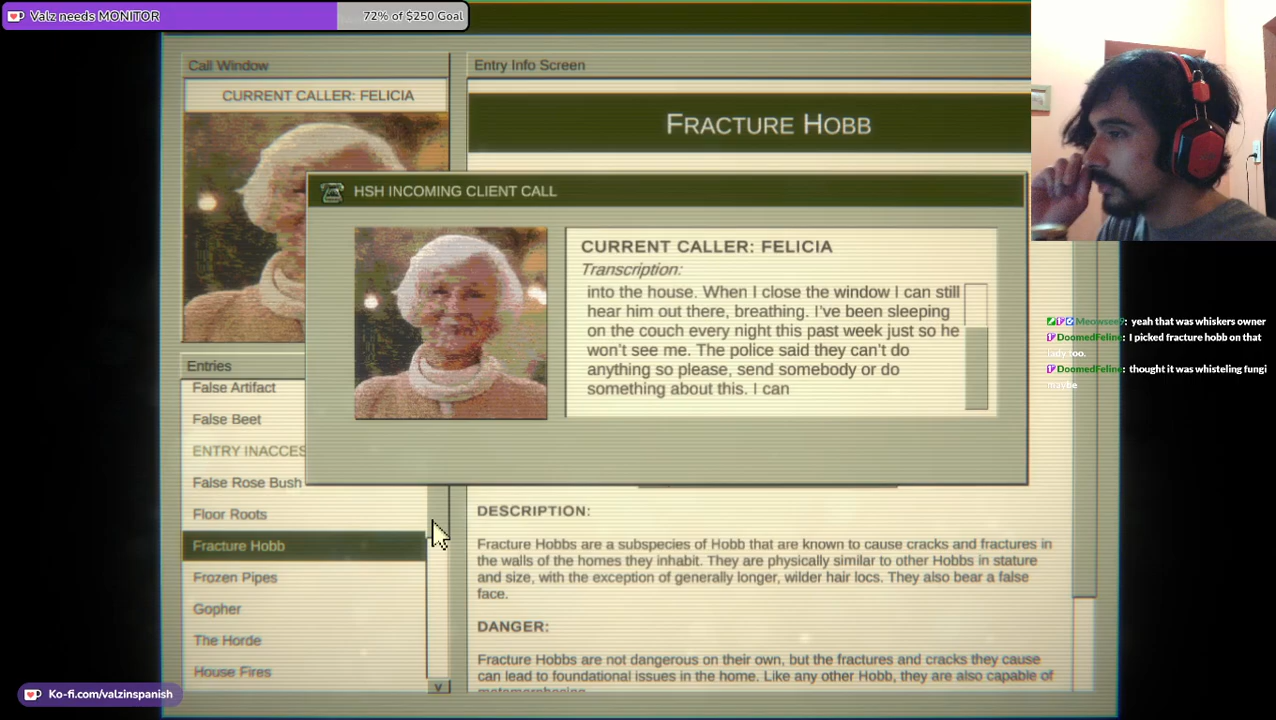 Valz needs MONITOR
72% of $250 Goal
Call Window
CURRENT CALLER: FELICIA
Entry Info Screen
FRACTURE HOBB
HSH INCOMING CLIENT CALL
CURRENT CALLER: FELICIA
Transcription:
into the house. When I close the window I can still
hear him out there, breathing. I've been sleeping
on the couch every night this past week just so he
won't see me. The police said they can't do
anything so please, send somebody or do
something about this. I can
Entries
False Artifact
False Beet
ENTRY INACCES
False Rose Bush
Floor Roots
Fracture Hobb
Frozen Pipes
Gopher
The Horde
House Fires
DESCRIPTION:
Fracture Hobbs are a subspecies of Hobb that are known to cause cracks and fractures in
the walls of the homes they inhabit. They are physically similar to other Hobbs in stature
and size, with the exception of generally longer, wilder hair locs. They also bear a false
face.
DANGER:
Fracture Hobbs are not dangerous on their own, but the fractures and cracks they cause
can lead to foundational issues in the home. Like any other Hobb, they are also capable of
metamorphosing
: yeah that was whiskers owner
DoomedFeline: I picked fracture hobb on that
lady too.
DoomedFeline: thought it was whisteling fungi
maybe
Ko-fi.com/valzinspanish